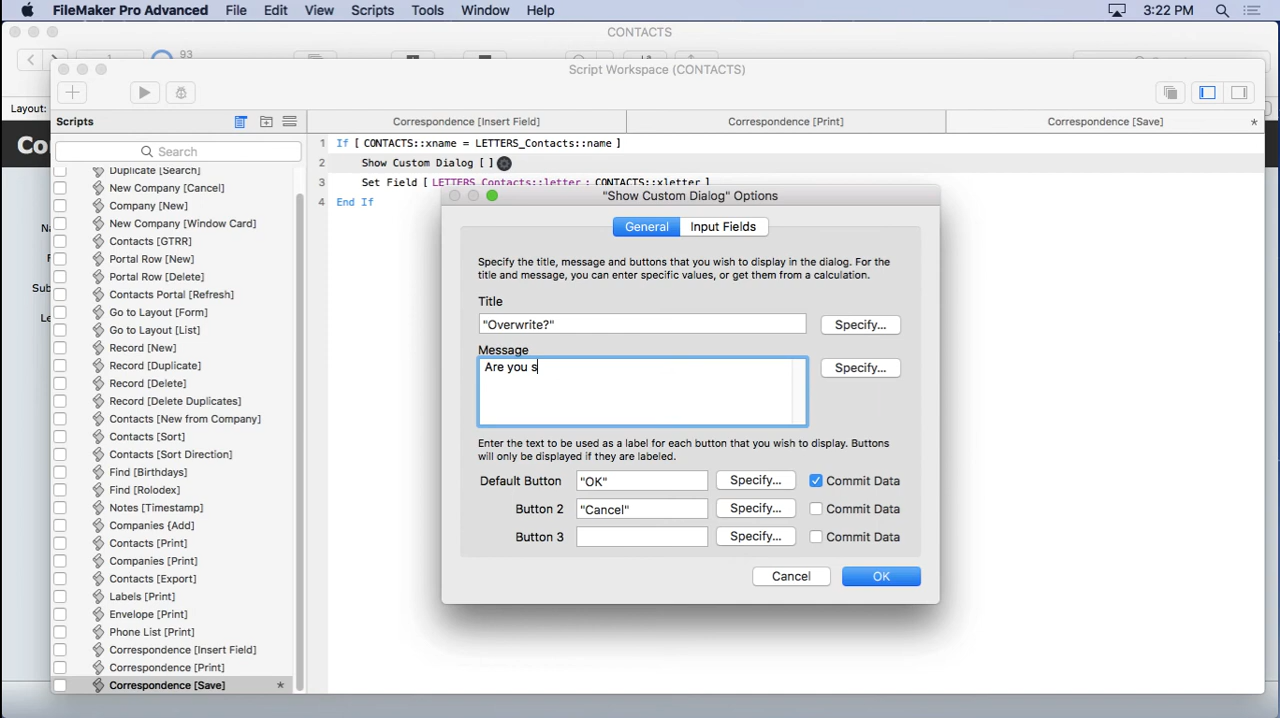 FileMaker Pro Advanced File Edit View Scripts Tools Window Help 3:22 PM
CONTACTS
93
Script Workspace (CONTACTS)
Layout:
Scripts
Correspondence [Insert Field]
Correspondence [Print]
Correspondence [Save] *
Search
Duplicate [Search]
New Company [Cancel]
Company [New]
New Company [Window Card]
Contacts [GTRR]
Portal Row [New]
Portal Row [Delete]
Contacts Portal [Refresh]
Go to Layout [Form]
Go to Layout [List]
Record [New]
Record [Duplicate]
Record [Delete]
Record [Delete Duplicates]
Contacts [New from Company]
Contacts [Sort]
Contacts [Sort Direction]
Find [Birthdays]
Find [Rolodex]
Notes [Timestamp]
Companies {Add]
Contacts [Print]
Companies [Print]
Contacts [Export]
Labels [Print]
Envelope [Print]
Phone List [Print]
Correspondence [Insert Field]
Correspondence [Print]
Correspondence [Save] *
1 If [ CONTACTS::xname = LETTERS_Contacts::name ]
2 Show Custom Dialog [ ]
3 Set Field [ LETTERS_Contacts::letter ; CONTACTS::xletter ]
4 End If
"Show Custom Dialog" Options
General Input Fields
Specify the title, message and buttons that you wish to display in the dialog. For the
title and message, you can enter specific values, or get them from a calculation.
Title
"Overwrite?" Specify...
Message
Are you s Specify...
Enter the text to be used as a label for each button that you wish to display. Buttons
will only be displayed if they are labeled.
Default Button "OK" Specify... Commit Data
Button 2 "Cancel" Specify... Commit Data
Button 3 Specify... Commit Data
Cancel OK